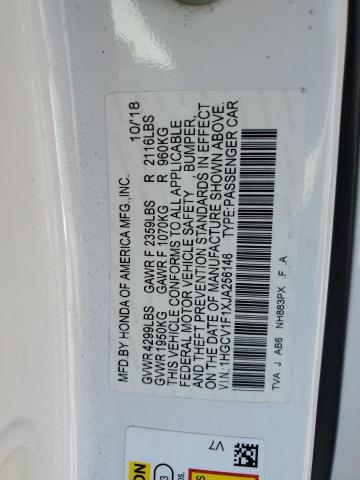 MFD BY HONDA OF AMERICA MFG.,INC. 10/'18
GVWR 4299LBS GAWR F 2359LBS R 2116LBS
GVWR 1950KG GAWR F 1070KG R 960KG
THIS VEHICLE CONFORMS TO ALL APPLICABLE
FEDERAL MOTOR VEHICLE SAFETY BUMPER,
AND THEFT PREVENTION STANDARDS IN EFFECT
ON THE DATE OF MANUFACTURE SHOWN ABOVE.
V.I.N.:1HGCV1F1XJA256146 TYPE:PASSENGER CAR
TVA J AB6 NH883PX .F .A
V7